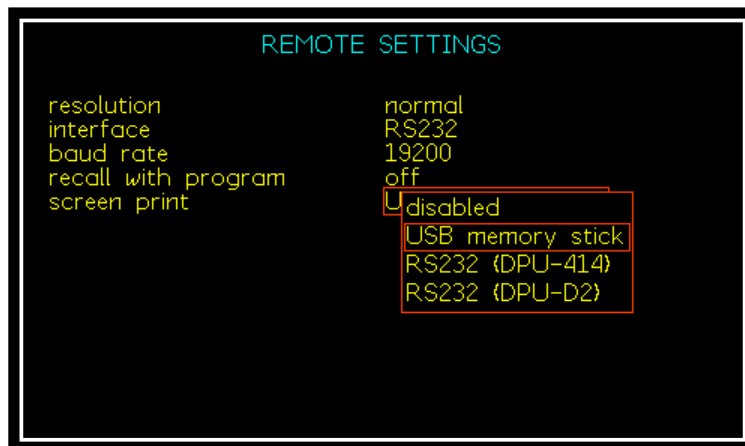 REMOTE SETTINGS
resolution normal
interface RS232
baud rate 19200
recall with program off
screen print U
disabled
USB memory stick
RS232 (DPU-414)
RS232 (DPU-D2)